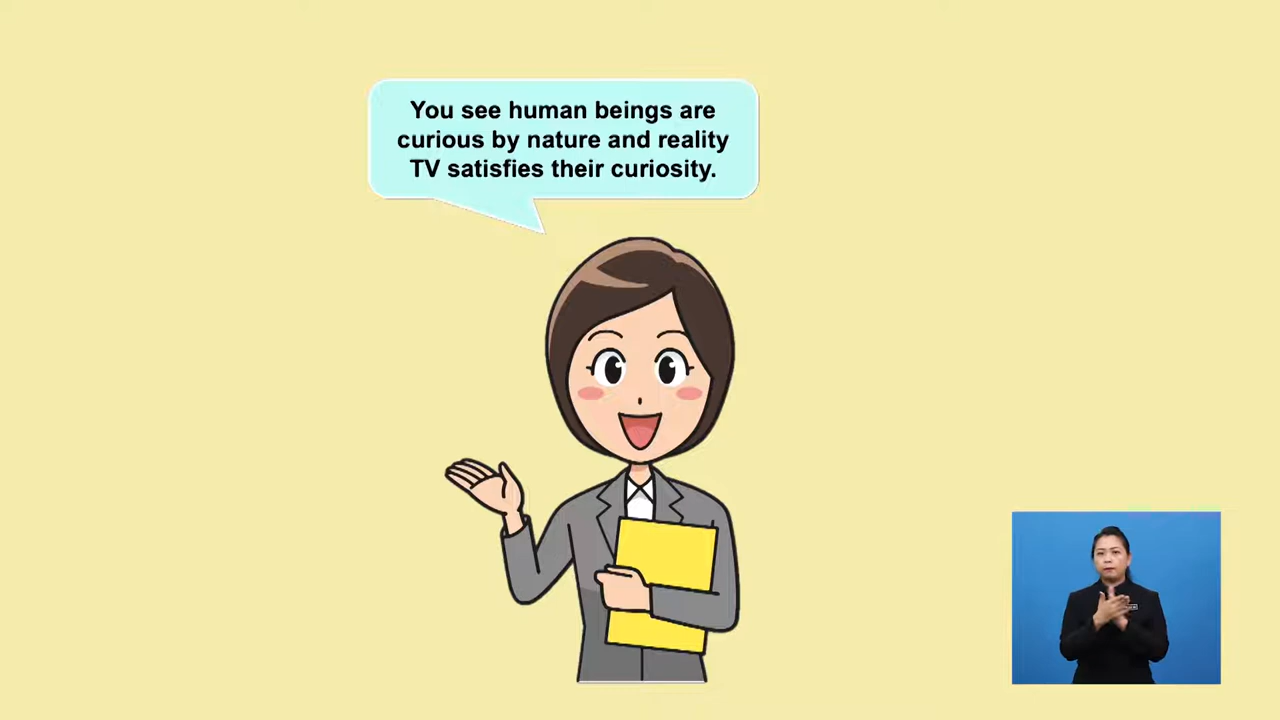 You see human beings are
curious by nature and reality
TV satisfies their curiosity.